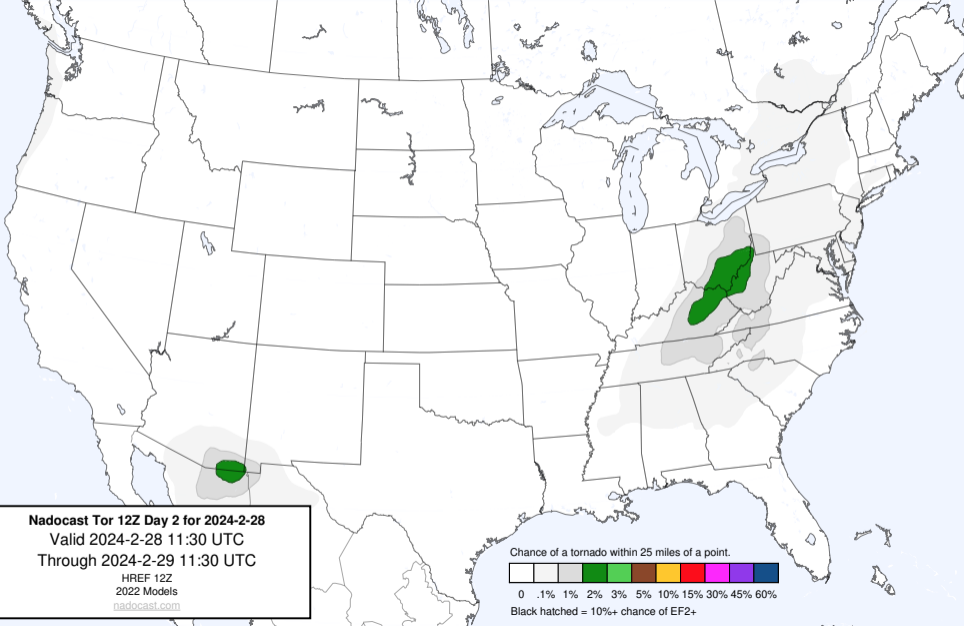 Nadocast Tor 12Z Day 2 for 2024-2-28
Valid 2024-2-28 11:30 UTC
Through 2024-2-29 11:30 UTC
HREF 12Z
2022 Models
nadocast.com
Chance of a tornado within 25 miles of a point.
0 .1% 1% 2% 3% 5% 10% 15% 30% 45% 60%
Black hatched = 10%+ chance of EF2+